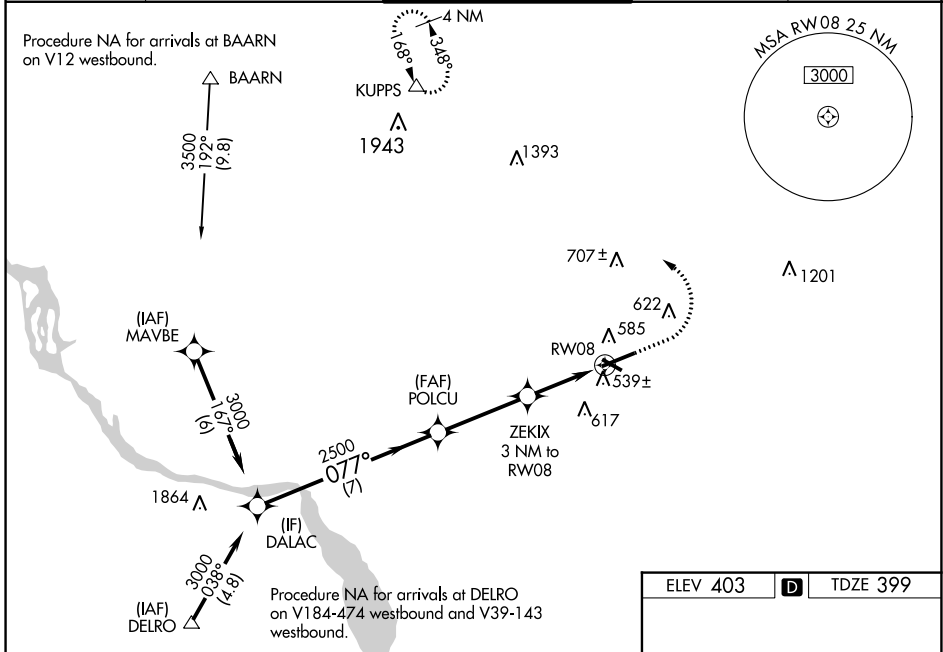 Procedure NA for arrivals at BAARN
on V12 westbound.
BAARN
3500
192°
(9.8)
4 NM
168°
348°
KUPPS
1943
1393
MSA RW08 25 NM
3000
707±
1201
622
585
RW08
539±
617
(IAF)
MAVBE
3000
167°
(6)
(FAF)
POLCU
ZEKIX
3 NM to
RW08
2500
077°
(7)
1864
(IF)
DALAC
3000
038°
(4.8)
(IAF)
DELRO
Procedure NA for arrivals at DELRO
on V184-474 westbound and V39-143
westbound.
ELEV 403 D TDZE 399